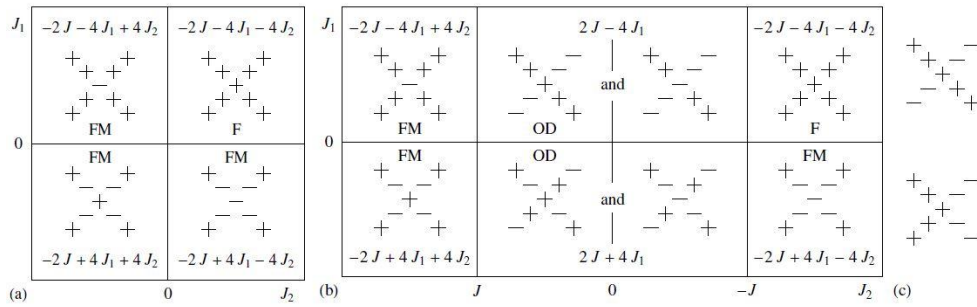 J₁ −2 J − 4 J₁ + 4 J₂ −2 J − 4 J₁ − 4 J₂
FM F
0
FM FM
−2 J + 4 J₁ + 4 J₂ −2 J + 4 J₁ − 4 J₂
(a) 0 J₂
J₁ −2 J − 4 J₁ + 4 J₂ 2 J − 4 J₁ −2 J − 4 J₁ − 4 J₂
and
FM OD F
0
FM OD FM
and
−2 J + 4 J₁ + 4 J₂ 2 J + 4 J₁ −2 J − 4 J₁ − 4 J₂
(b) J 0 −J J₂
(c)